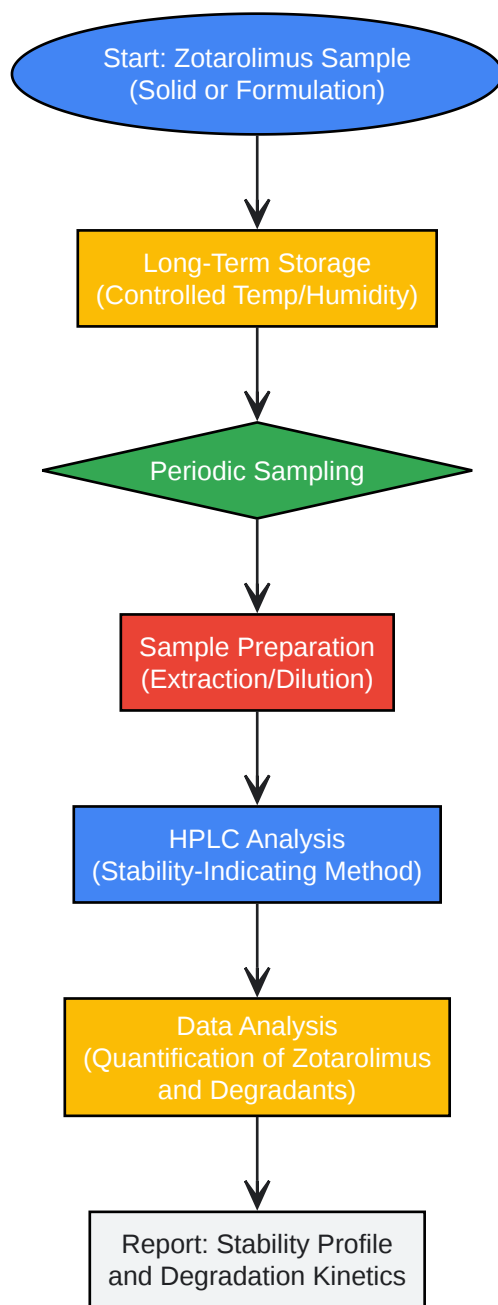 Start: Zotarolimus Sample
(Solid or Formulation)
Long-Term Storage
(Controlled Temp/Humidity)
Periodic Sampling
Sample Preparation
(Extraction/Dilution)
HPLC Analysis
(Stability-Indicating Method)
Data Analysis
(Quantification of Zotarolimus
and Degradants)
Report: Stability Profile
and Degradation Kinetics